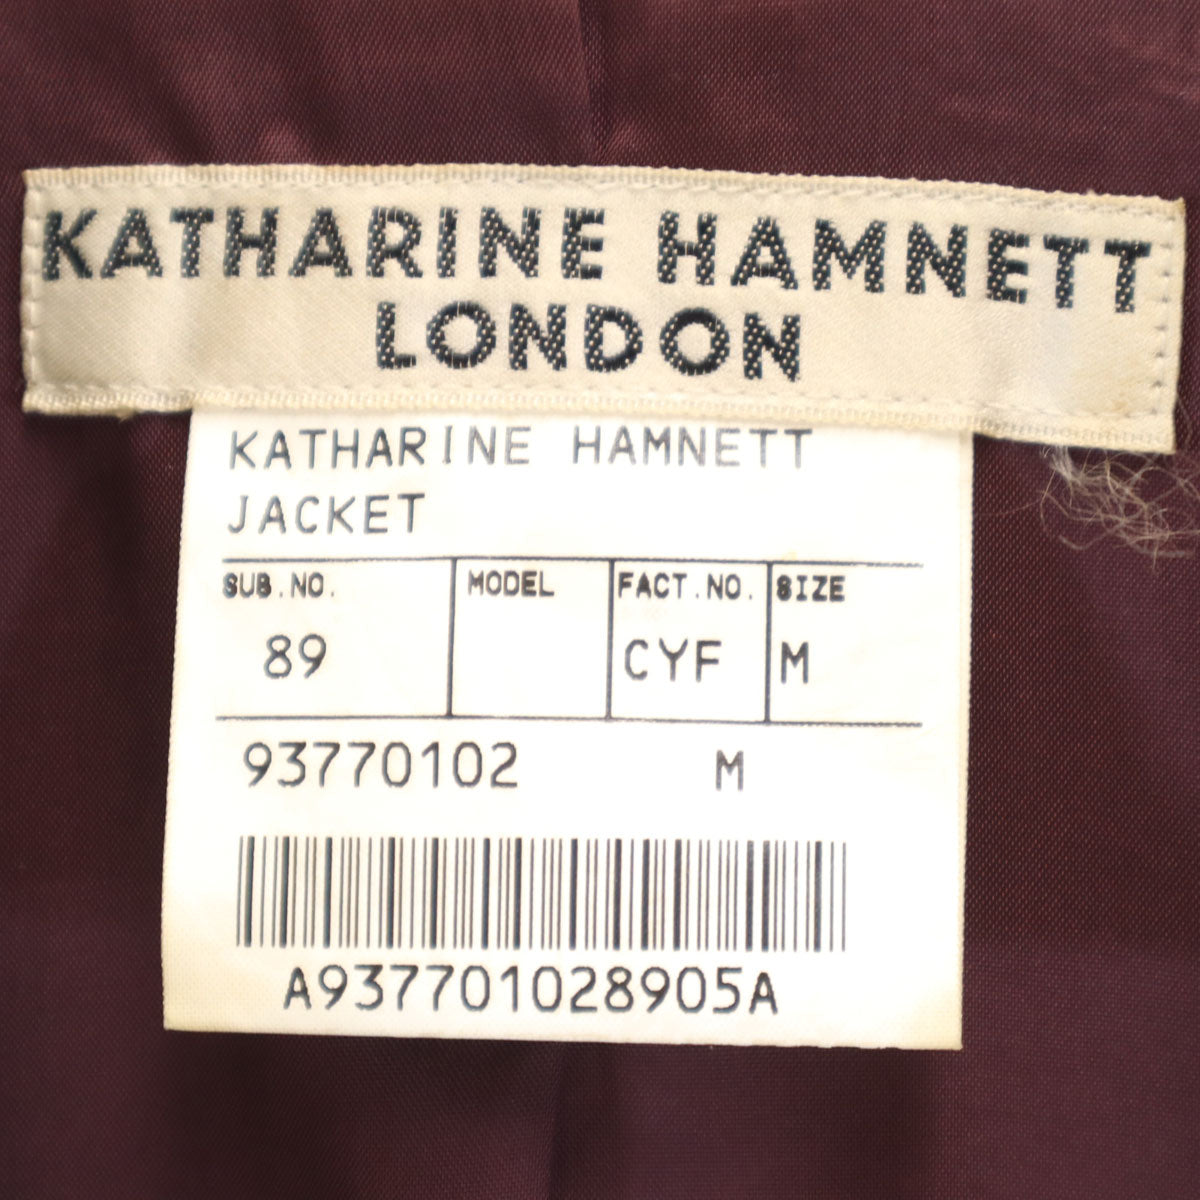 KATHARINE HAMNETT
LONDON
KATHARINE HAMNETT
JACKET
SUB.NO. MODEL FACT.NO. SIZE
89 CYF M
93770102 M
A937701028905A